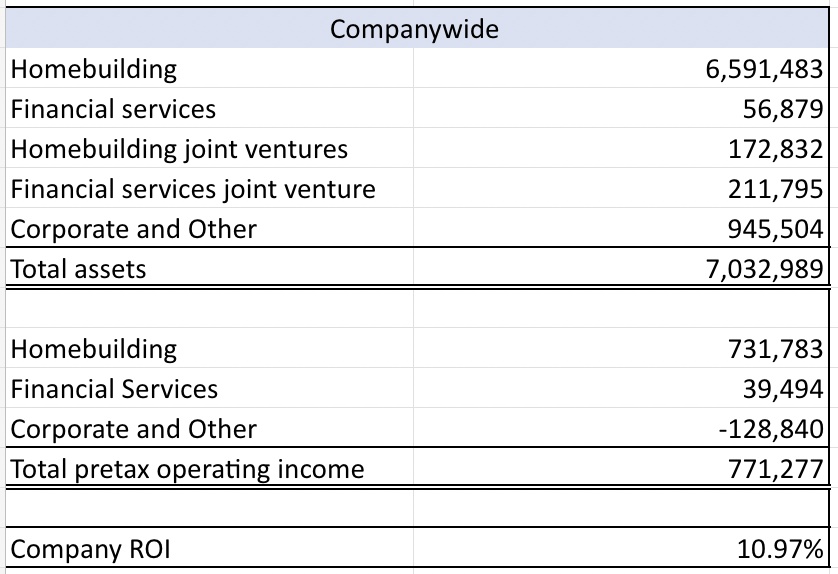 Companywide
Homebuilding 6,591,483
Financial services 56,879
Homebuilding joint ventures 172,832
Financial services joint venture 211,795
Corporate and Other 945,504
Total assets 7,032,989
Homebuilding 731,783
Financial Services 39,494
Corporate and Other -128,840
Total pretax operating income 771,277
Company ROI 10.97%